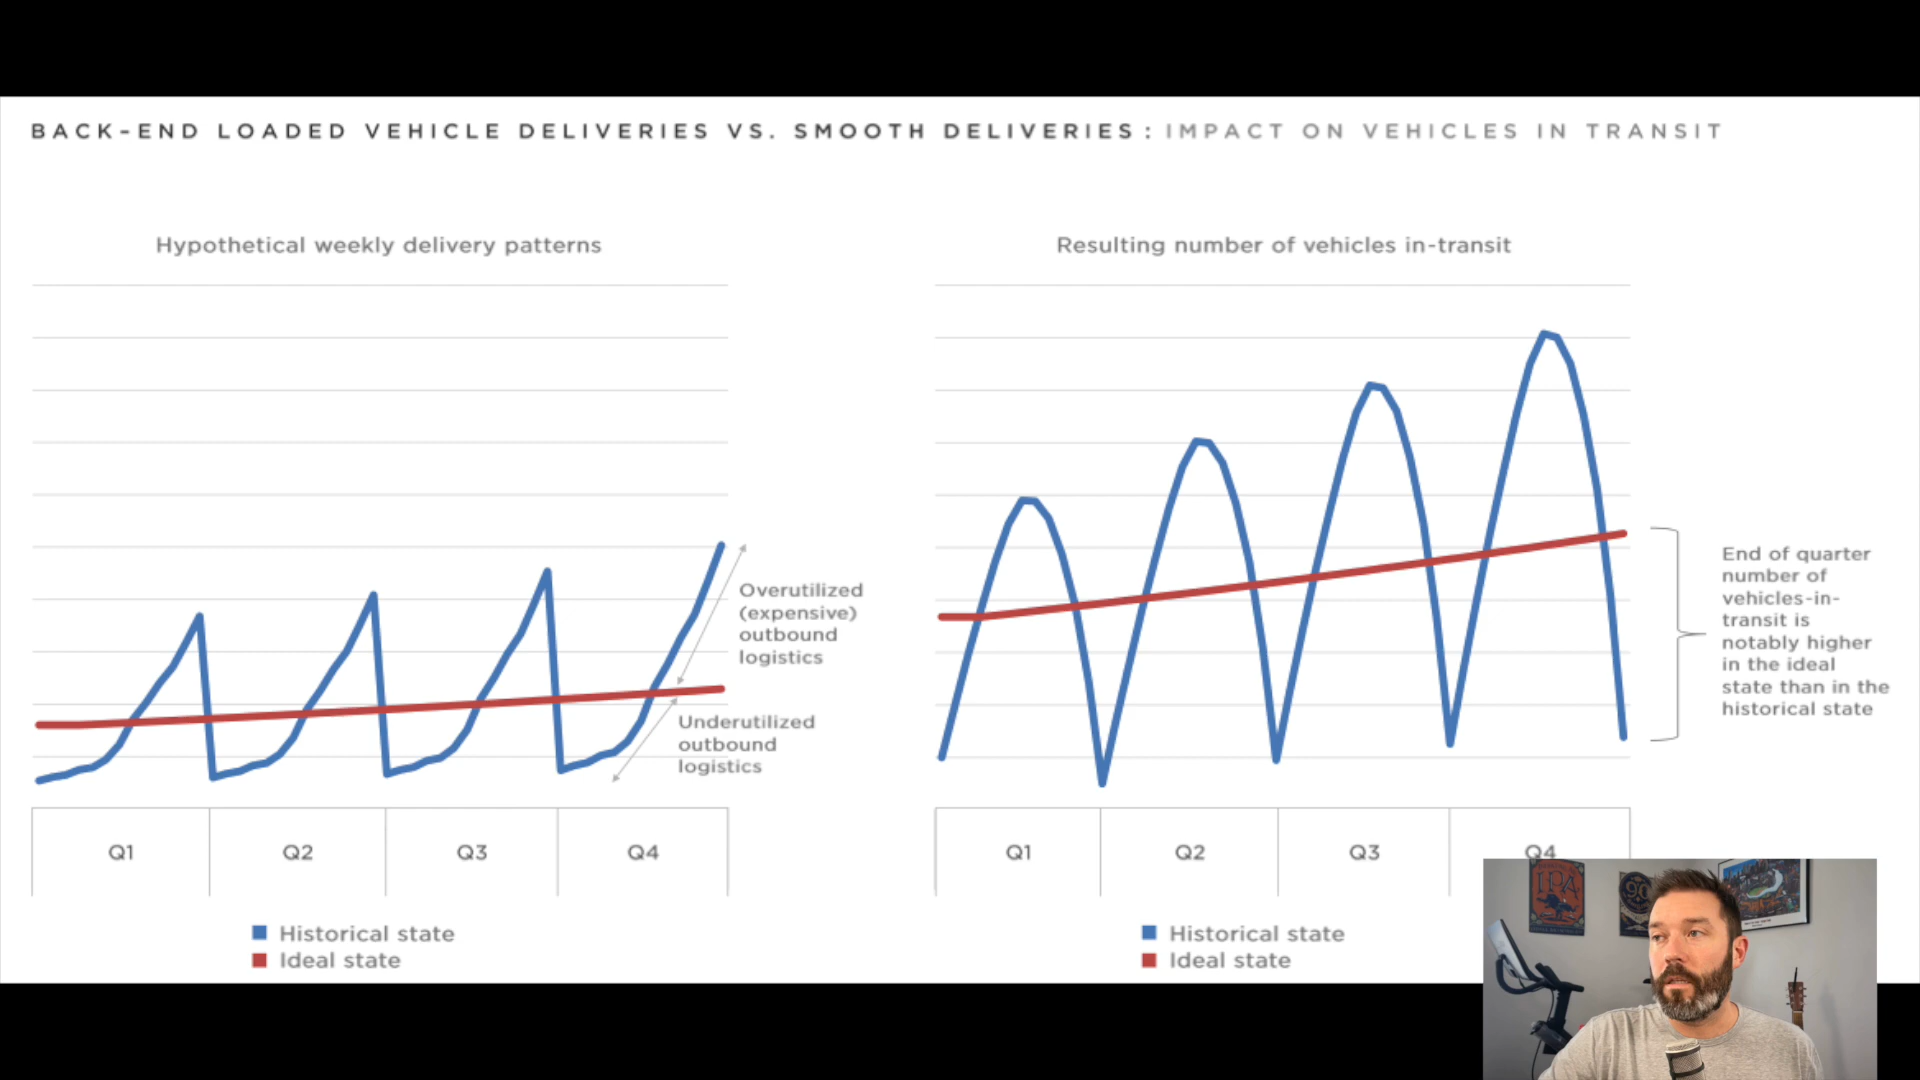 BACK-END LOADED VEHICLE DELIVERIES VS. SMOOTH DELIVERIES: IMPACT ON VEHICLES IN TRANSIT
Hypothetical weekly delivery patterns
Overutilized
(expensive)
outbound
logistics
Underutilized
outbound
logistics
Q1
Q2
Q3
Q4
Historical state
Ideal state
Resulting number of vehicles in-transit
End of quarter
number of
vehicles-in-
transit is
notably higher
in the ideal
state than in the
historical state
Q1
Q2
Q3
Q4
Historical state
Ideal state
IPA
90